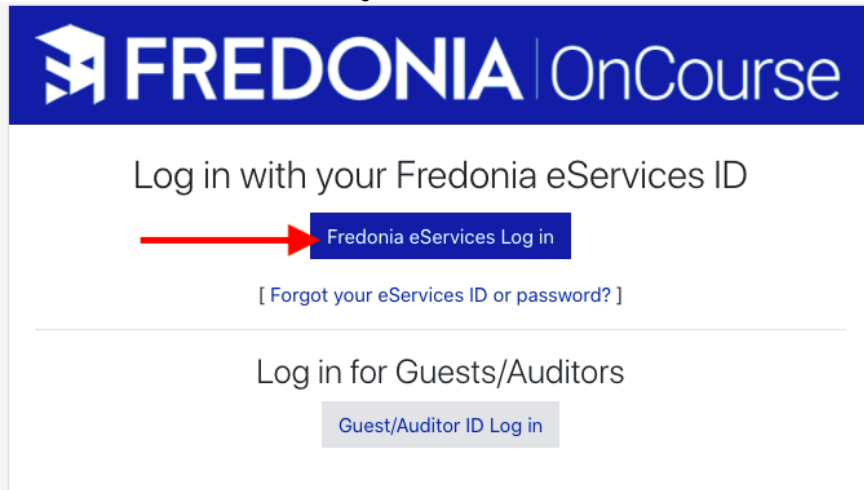 FREDONIA | OnCourse
Log in with your Fredonia eServices ID
Fredonia eServices Log in
[ Forgot your eServices ID or password? ]
Log in for Guests/Auditors
Guest/Auditor ID Log in